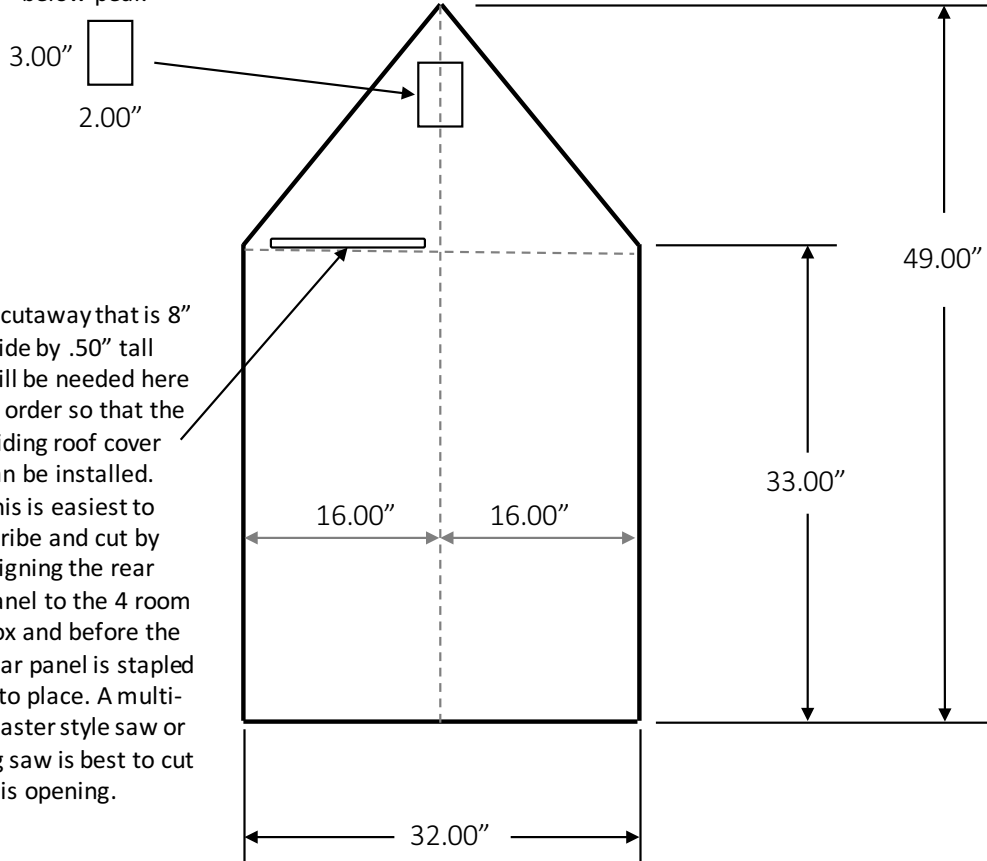 below peak.
3.00”
2.00”
49.00”
cutaway that is 8”
ide by .50” tall
ill be needed here
order so that the
iding roof cover
an be installed.
his is easiest to
ribe and cut by
igning the rear
anel to the 4 room
ox and before the
ar panel is stapled
to place. A multi-
aster style saw or
g saw is best to cut
is opening.
33.00”
16.00”
16.00”
32.00”